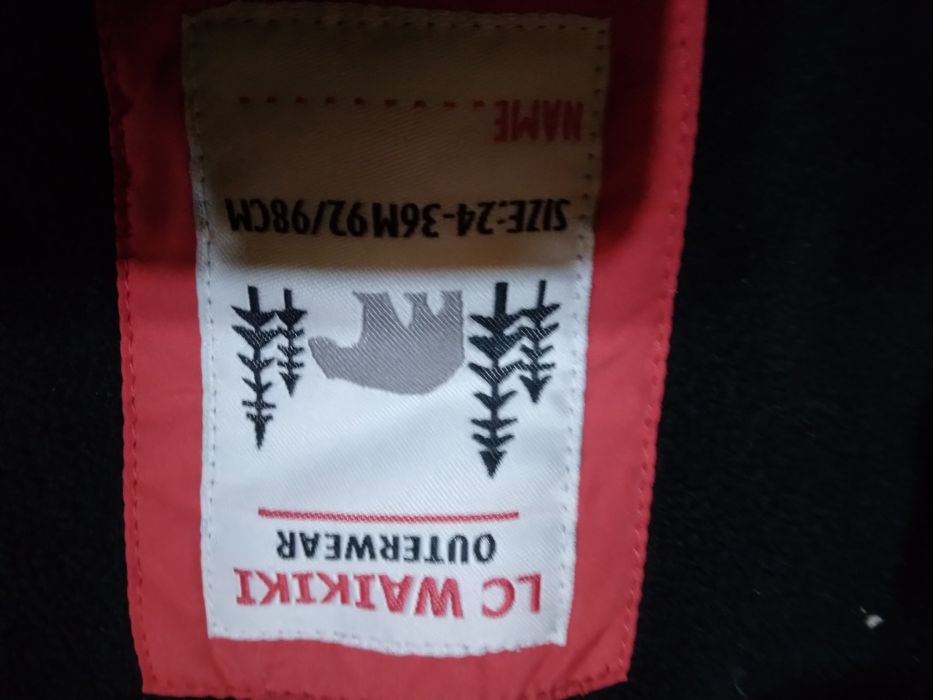 LC WAIKIKI
OUTERWEAR
SIZE:24-36M 92/98CM
NAME